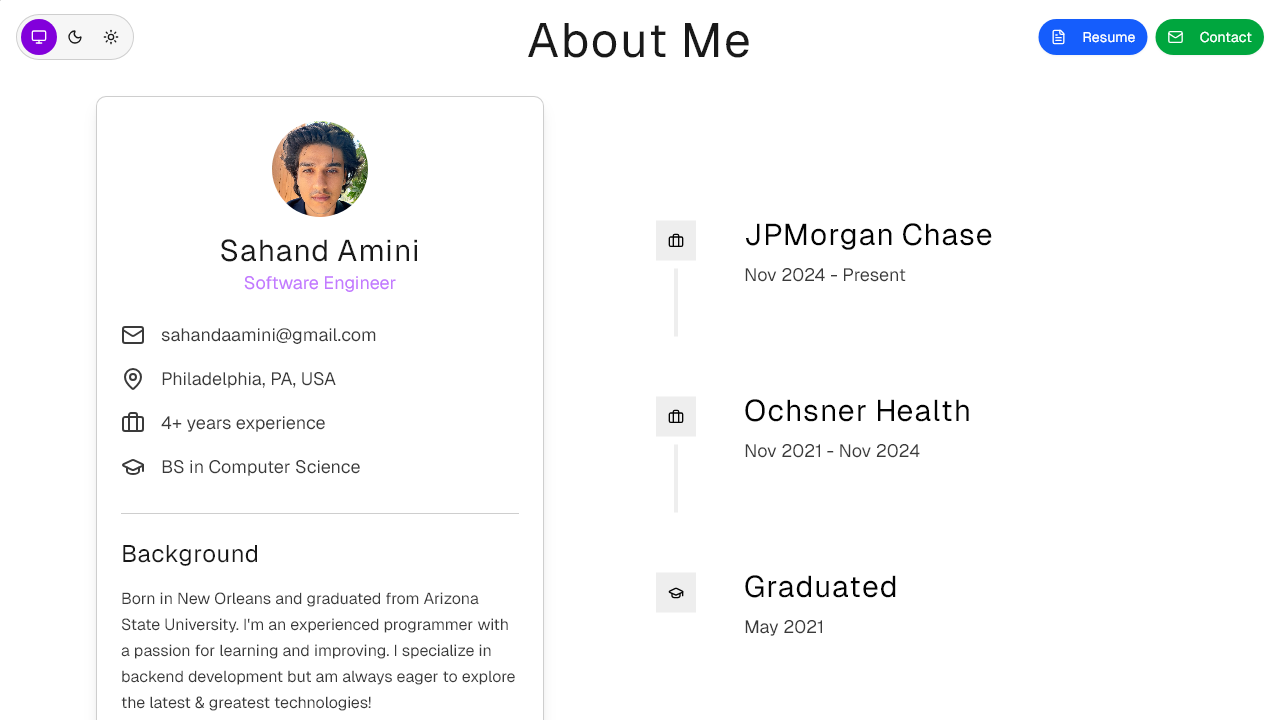 About Me
Resume
Contact
Sahand Amini
Software Engineer
sahandaamini@gmail.com
Philadelphia, PA, USA
4+ years experience
BS in Computer Science
Background
Born in New Orleans and graduated from Arizona
State University. I'm an experienced programmer with
a passion for learning and improving. I specialize in
backend development but am always eager to explore
the latest & greatest technologies!
JPMorgan Chase
Nov 2024 - Present
Ochsner Health
Nov 2021 - Nov 2024
Graduated
May 2021